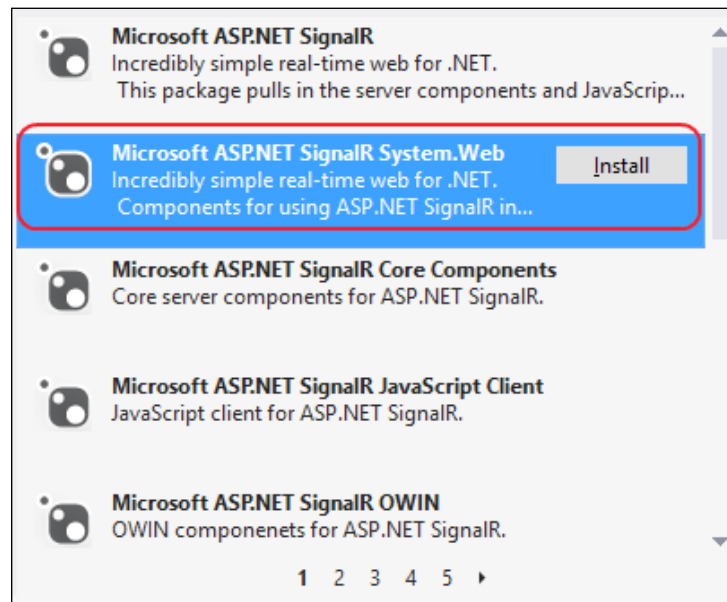 Microsoft ASP.NET SignalR
Incredibly simple real-time web for .NET.
This package pulls in the server components and JavaScrip...
Microsoft ASP.NET SignalR System.Web
Install
Incredibly simple real-time web for .NET.
Components for using ASP.NET SignalR in...
Microsoft ASP.NET SignalR Core Components
Core server components for ASP.NET SignalR.
Microsoft ASP.NET SignalR JavaScript Client
JavaScript client for ASP.NET SignalR.
Microsoft ASP.NET SignalR OWIN
OWIN componenets for ASP.NET SignalR.
1 2 3 4 5